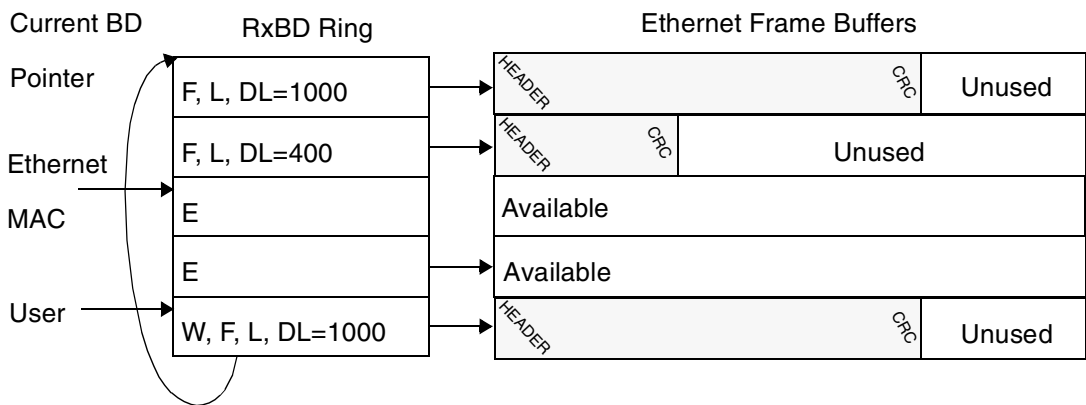 Current BD
RxBD Ring
Ethernet Frame Buffers
Pointer
F, L, DL=1000
HEADER
CRC
Unused
F, L, DL=400
HEADER
CRC
Unused
Ethernet
MAC
E
Available
E
Available
User
W, F, L, DL=1000
HEADER
CRC
Unused